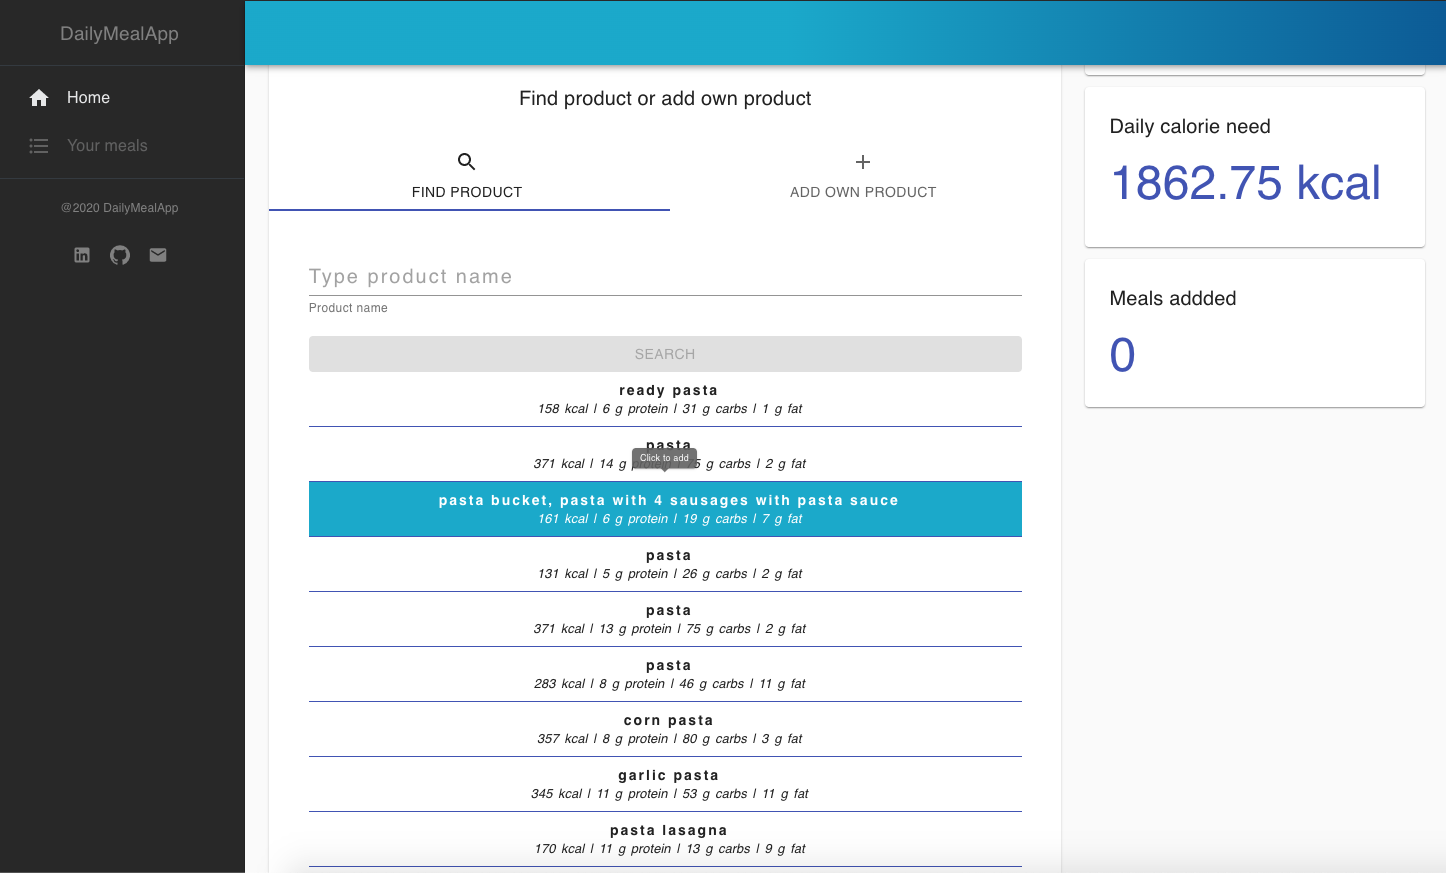 DailyMealApp
Home
Your meals
@2020 DailyMealApp
Find product or add own product
FIND PRODUCT
ADD OWN PRODUCT
Type product name
Product name
SEARCH
ready pasta
158 kcal | 6 g protein | 31 g carbs | 1 g fat
pasta
Click to add
371 kcal | 14 g protein | 75 g carbs | 2 g fat
pasta bucket, pasta with 4 sausages with pasta sauce
161 kcal | 6 g protein | 19 g carbs | 7 g fat
pasta
131 kcal | 5 g protein | 26 g carbs | 2 g fat
pasta
371 kcal | 13 g protein | 75 g carbs | 2 g fat
pasta
283 kcal | 8 g protein | 46 g carbs | 11 g fat
corn pasta
357 kcal | 8 g protein | 80 g carbs | 3 g fat
garlic pasta
345 kcal | 11 g protein | 53 g carbs | 11 g fat
pasta lasagna
170 kcal | 11 g protein | 13 g carbs | 9 g fat
Daily calorie need
1862.75 kcal
Meals addded
0